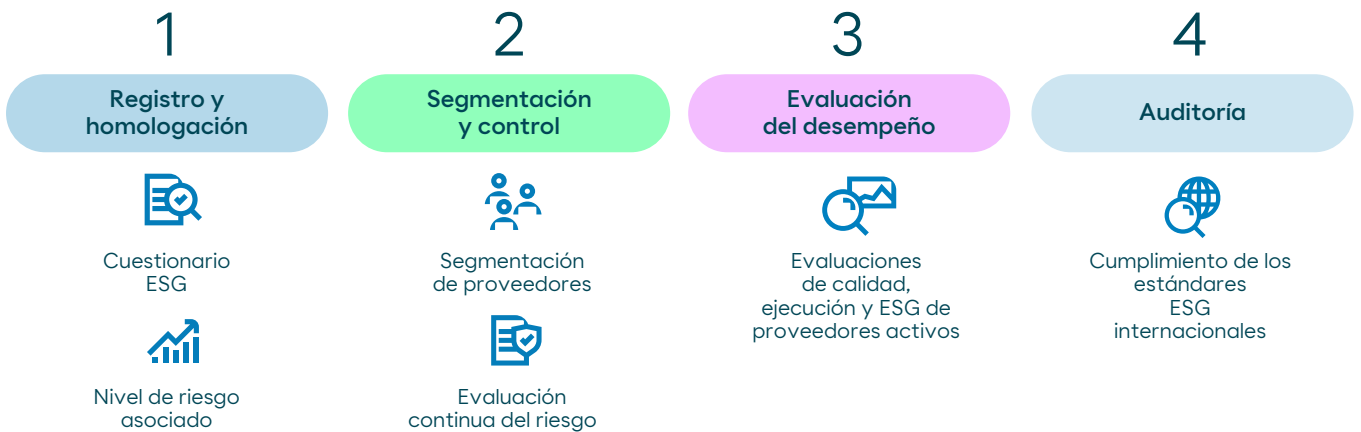 1
Registro y
homologación
Cuestionario
ESG
Nivel de riesgo
asociado
2
Segmentación
y control
Segmentación
de proveedores
Evaluación
continua del riesgo
3
Evaluación
del desempeño
Evaluaciones
de calidad,
ejecución y ESG de
proveedores activos
4
Auditoría
Cumplimiento de los
estándares
ESG
internacionales